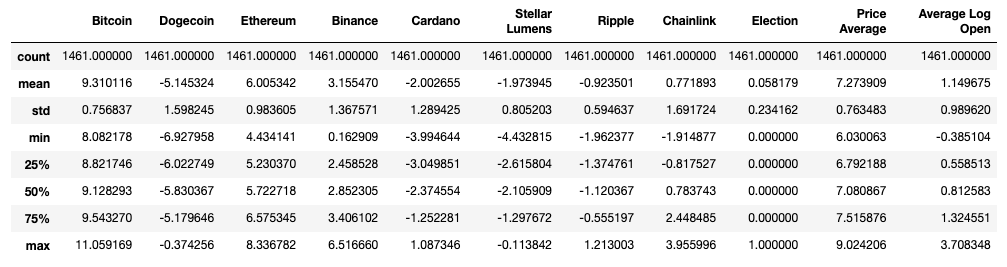 Bitcoin Dogecoin Ethereum Binance Cardano Stellar Lumens Ripple Chainlink Election Price Average Average Log Open
count 1461.000000 1461.000000 1461.000000 1461.000000 1461.000000 1461.000000 1461.000000 1461.000000 1461.000000 1461.000000 1461.000000
mean 9.310116 -5.145324 6.005342 3.155470 -2.002655 -1.973945 -0.923501 0.771893 0.058179 7.273909 1.149675
std 0.756837 1.598245 0.983605 1.367571 1.289425 0.805203 0.594637 1.691724 0.234162 0.763483 0.989620
min 8.082178 -6.927958 4.434141 0.162909 -3.994644 -4.432815 -1.962377 -1.914877 0.000000 6.030063 -0.385104
25% 8.821746 -6.022749 5.230370 2.458528 -3.049851 -2.615804 -1.374761 -0.817527 0.000000 6.792188 0.558513
50% 9.128293 -5.830367 5.722718 2.852305 -2.374554 -2.105909 -1.120367 0.783743 0.000000 7.080867 0.812583
75% 9.543270 -5.179646 6.575345 3.406102 -1.252281 -1.297672 -0.555197 2.448485 0.000000 7.515876 1.324551
max 11.059169 -0.374256 8.336782 6.516660 1.087346 -0.113842 1.213003 3.955996 1.000000 9.024206 3.708348